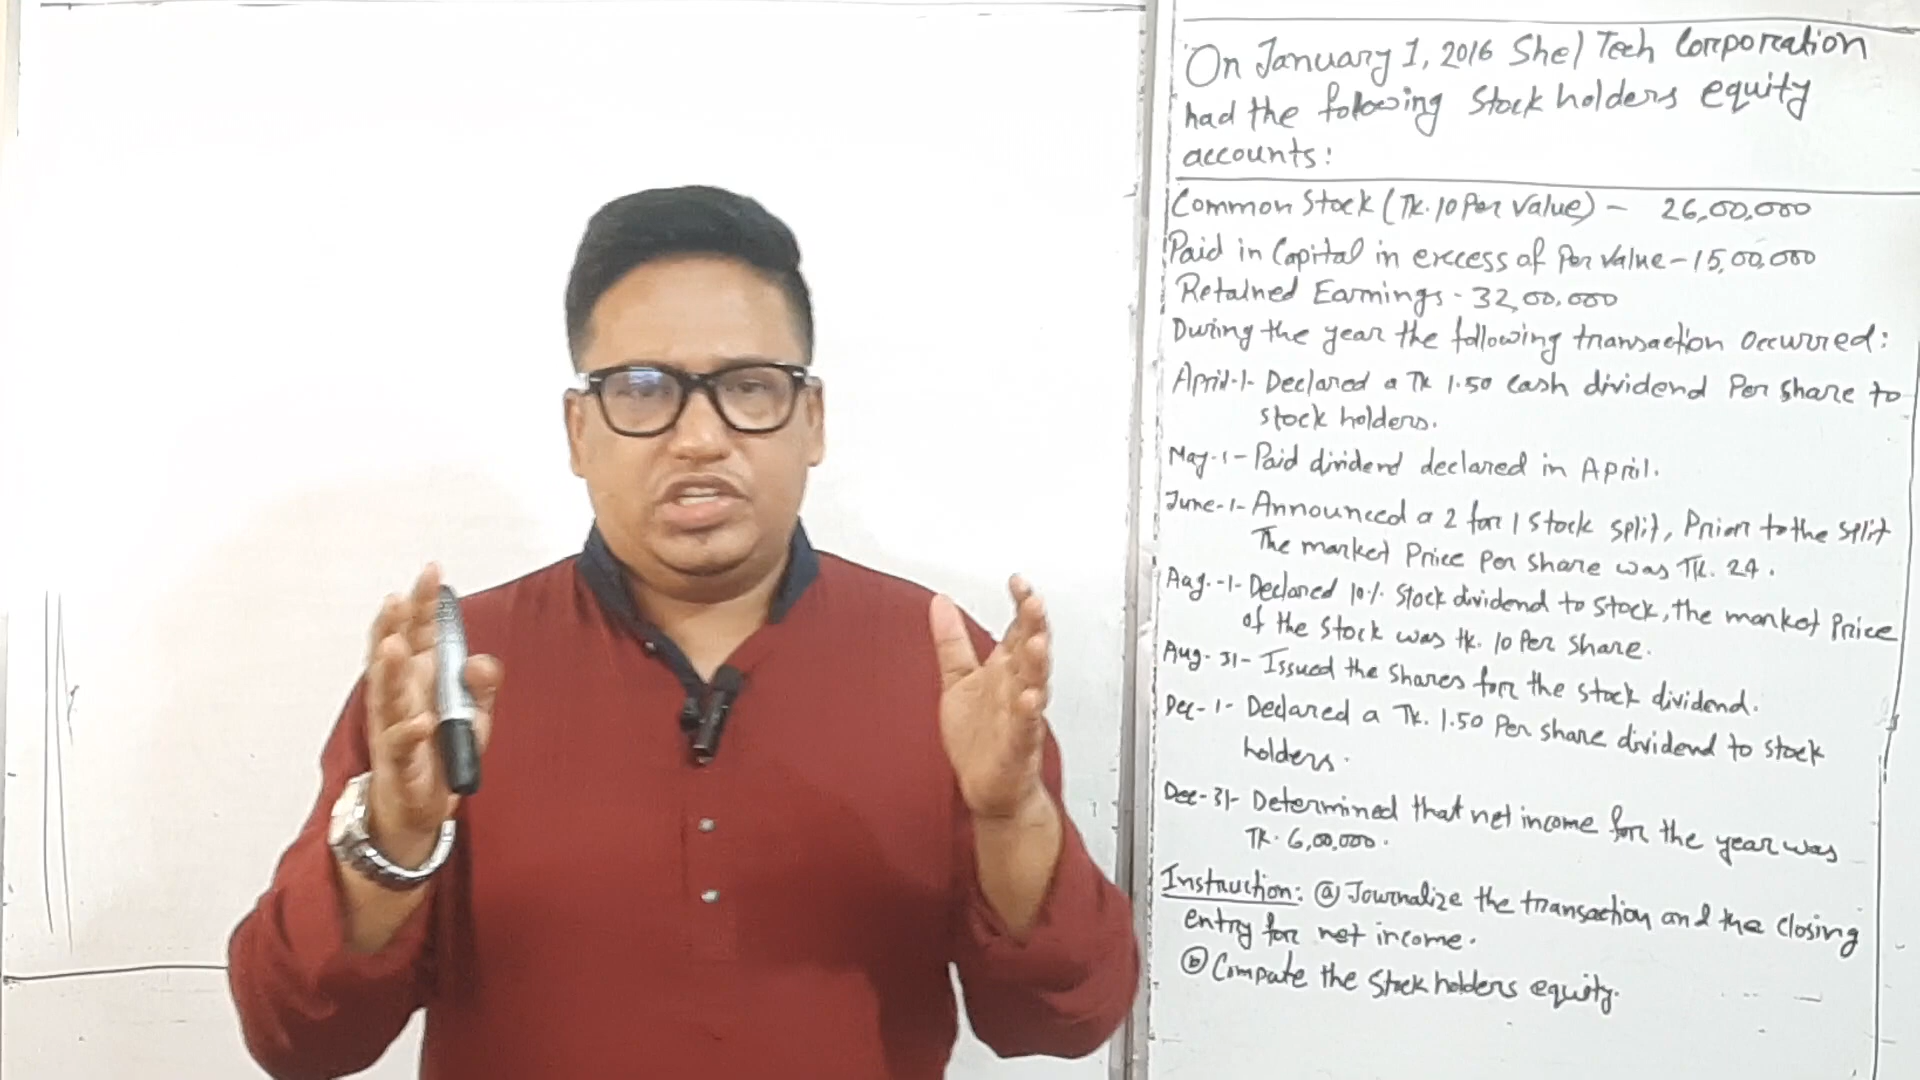 On January 1, 2016 Shel Tech Corporation
had the following Stock holders equity
accounts:
Common Stock (Tk. 10 Per Value) - 26,00,000
Paid in Capital in excess of Per Value - 15,00,000
Retained Earnings - 32,00,000
During the year the following transaction occurred:
April-1- Declared a Tk 1.50 Cash dividend Per share to
stock holders.
May-1- Paid dividend declared in April.
June-1- Announced a 2 for 1 stock split, Prior to the split
The market Price per share was TK. 24.
Aug.-1- Declared 10% Stock dividend to stock, the market Price
of the stock was tk. 10 Per Share.
Aug-31- Issued the shares for the stock dividend.
Dec-1- Declared a Tk. 1.50 Per share dividend to stock
holders.
Dec-31- Determined that net income for the year was
TK. 6,00,000.
Instruction: (a) Journalize the transaction and the closing
entry for net income.
(b) Compute the Stock holders equity.